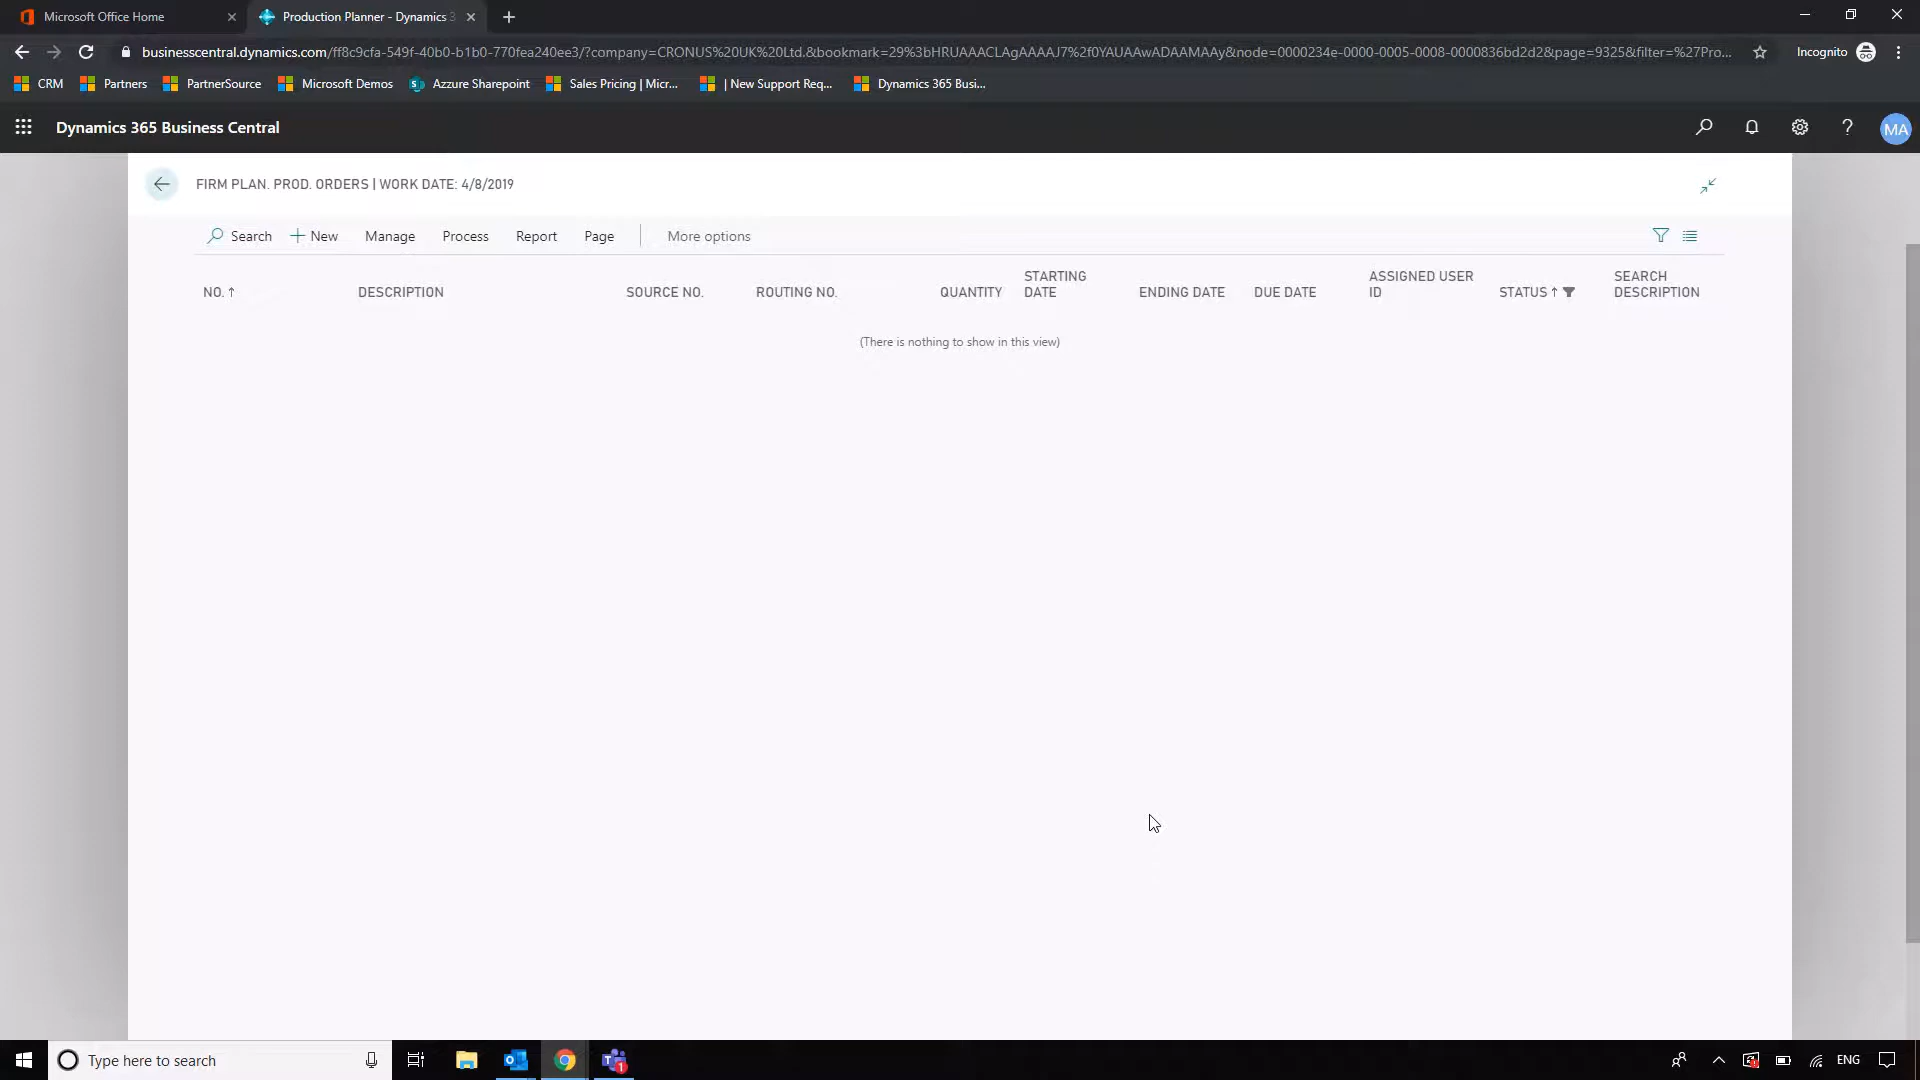 Microsoft Office Home
Production Planner - Dynamics 3
businesscentral.dynamics.com/ff8c9cfa-549f-40b0-b1b0-770fea240ee3/?company=CRONUS%20UK%20Ltd.&bookmark=29%3bHRUAAACLAgAAAAJ7%2f0YAUAAwADAAMAAy&node=0000234e-0000-0005-0008-0000836bd2d2&page=9325&filter=%27Pro...
Incognito
CRM
Partners
PartnerSource
Microsoft Demos
Azzure Sharepoint
Sales Pricing | Micr...
| New Support Req...
Dynamics 365 Busi...
Dynamics 365 Business Central
MA
FIRM PLAN. PROD. ORDERS | WORK DATE: 4/8/2019
Search
New
Manage
Process
Report
Page
More options
NO. ↑
DESCRIPTION
SOURCE NO.
ROUTING NO.
QUANTITY
STARTING
DATE
ENDING DATE
DUE DATE
ASSIGNED USER
ID
STATUS ↑
SEARCH
DESCRIPTION
(There is nothing to show in this view)
Type here to search
1
ENG